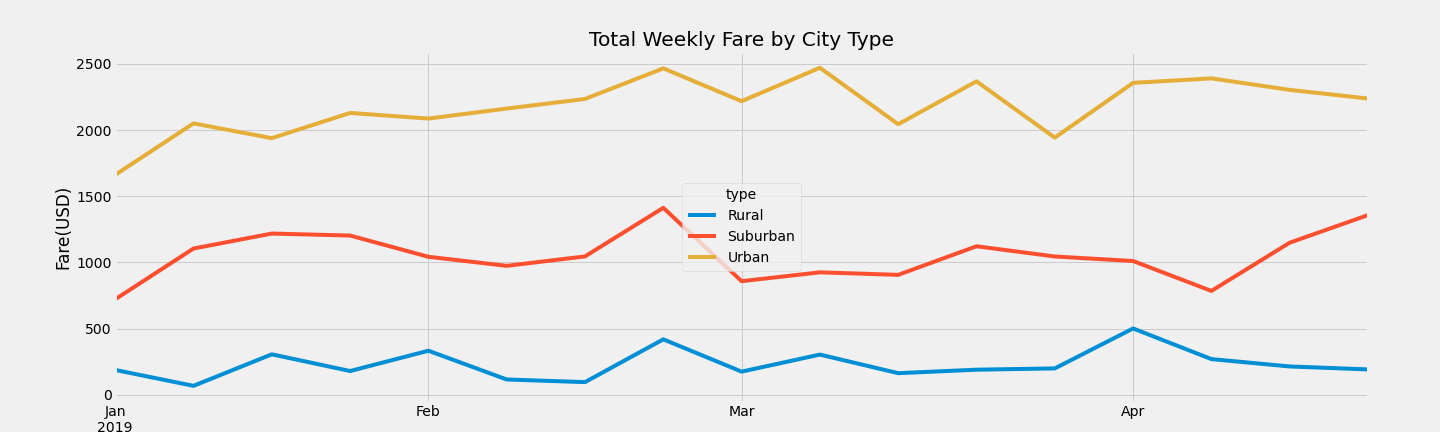 Total Weekly Fare by City Type
Fare(USD)
2500
2000
1500
1000
500
0
type
Rural
Suburban
Urban
Jan
2019
Feb
Mar
Apr